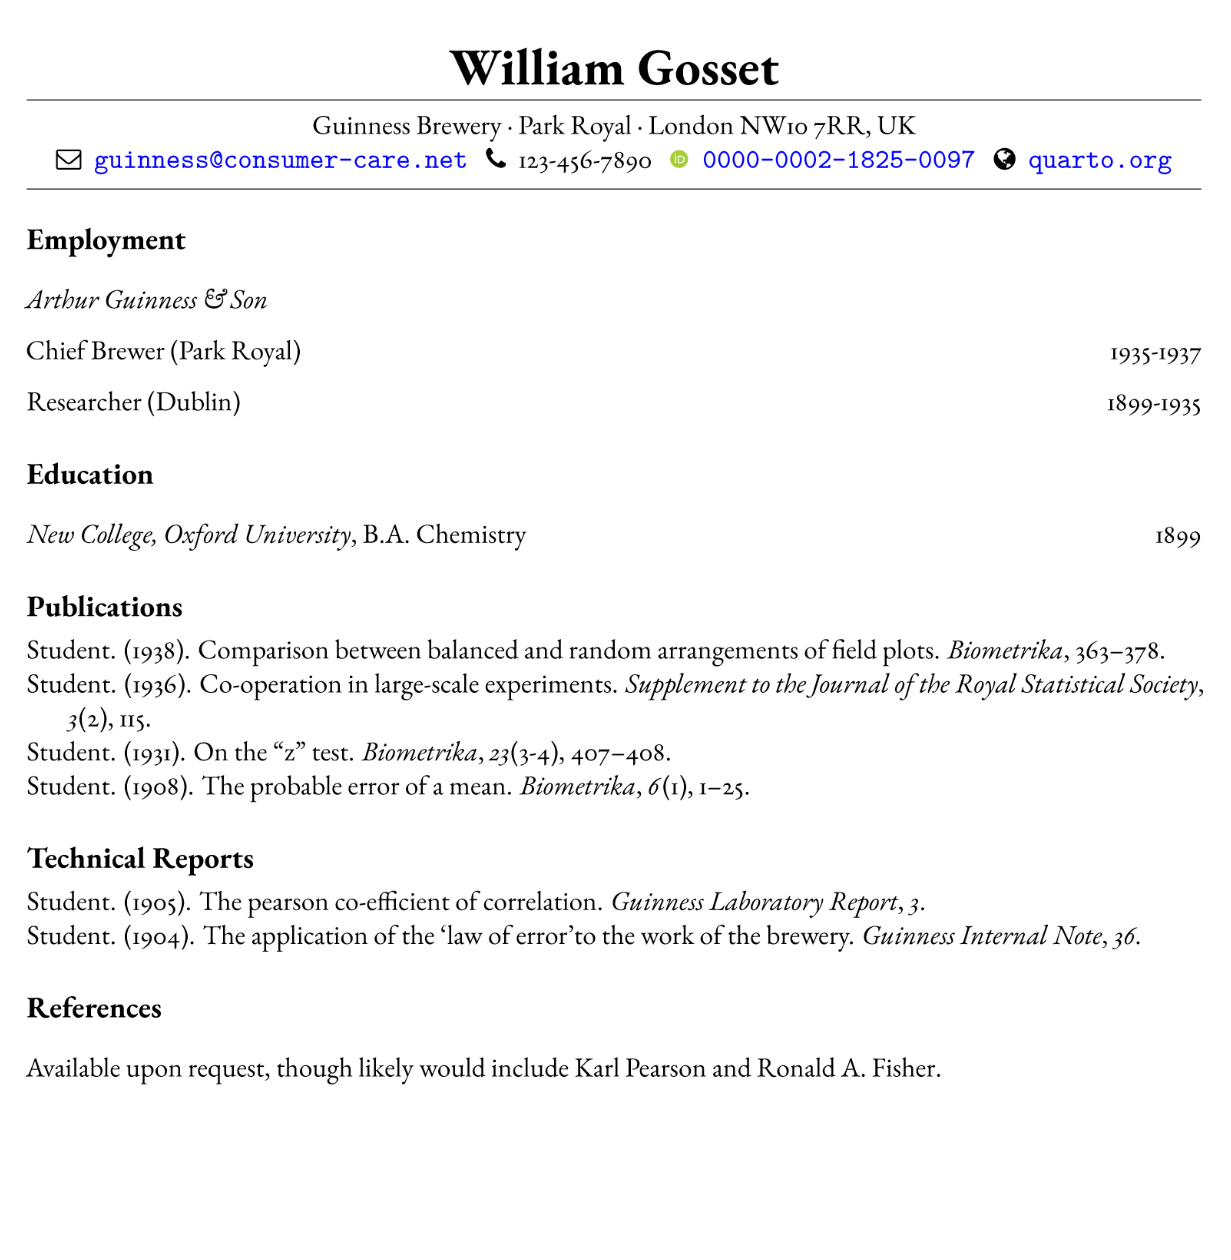 William Gosset
Guinness Brewery · Park Royal · London NW10 7RR, UK
guinness@consumer-care.net 123-456-7890 0000-0002-1825-0097 quarto.org
Employment
Arthur Guinness & Son
Chief Brewer (Park Royal) 1935-1937
Researcher (Dublin) 1899-1935
Education
New College, Oxford University, B.A. Chemistry 1899
Publications
Student. (1938). Comparison between balanced and random arrangements of field plots. Biometrika, 363–378.
Student. (1936). Co-operation in large-scale experiments. Supplement to the Journal of the Royal Statistical Society,
3(2), 115.
Student. (1931). On the “z” test. Biometrika, 23(3-4), 407–408.
Student. (1908). The probable error of a mean. Biometrika, 6(1), 1–25.
Technical Reports
Student. (1905). The pearson co-efficient of correlation. Guinness Laboratory Report, 3.
Student. (1904). The application of the ‘law of error’to the work of the brewery. Guinness Internal Note, 36.
References
Available upon request, though likely would include Karl Pearson and Ronald A. Fisher.